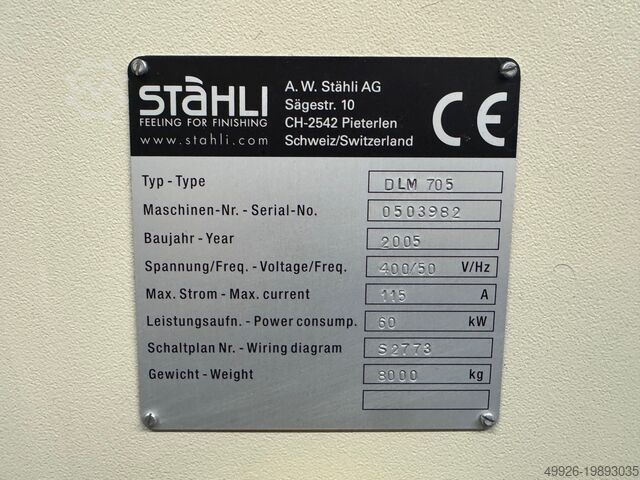 STÄHLI
FEELING FOR FINISHING
www.stahli.com
A. W. Stähli AG
Sägestr. 10
CH-2542 Pieterlen
Schweiz/Switzerland
CE
Typ - Type DLM 705
Maschinen-Nr. - Serial-No. 0503982
Baujahr - Year 2005
Spannung/Freq. - Voltage/Freq. 400/50 V/Hz
Max. Strom - Max. current 115 A
Leistungsaufn. - Power consump. 60 kW
Schaltplan Nr. - Wiring diagram S2773
Gewicht - Weight 8000 kg
49926-19893035